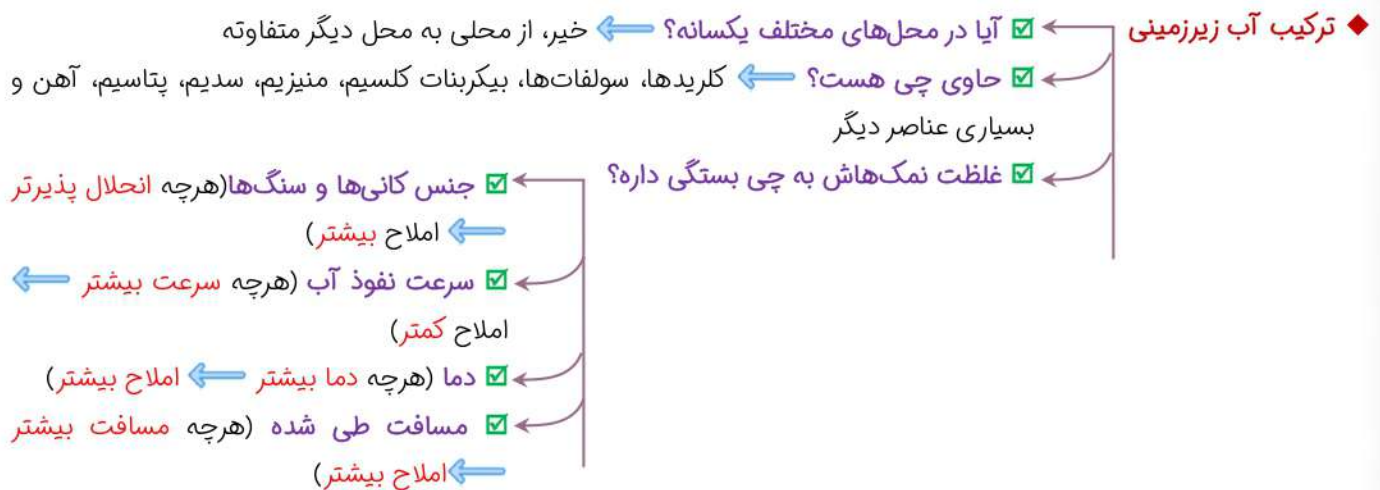 ◆ ترکیب آب زیرزمینی
☑ آیا در محل‌های مختلف یکسانه؟ ⇐ خیر، از محلی به محل دیگر متفاوته
☑ حاوی چی هست؟ ⇐ کلریدها، سولفات‌ها، بیکربنات کلسیم، منیزیم، سدیم، پتاسیم، آهن و
بسیاری عناصر دیگر
☑ غلظت نمک‌هاش به چی بستگی داره؟
☑ جنس کانی‌ها و سنگ‌ها(هرچه انحلال پذیرتر
⇐ املاح بیشتر)
☑ سرعت نفوذ آب (هرچه سرعت بیشتر ⇐
املاح کمتر)
☑ دما (هرچه دما بیشتر ⇐ املاح بیشتر)
☑ مسافت طی شده (هرچه مسافت بیشتر
⇐املاح بیشتر)